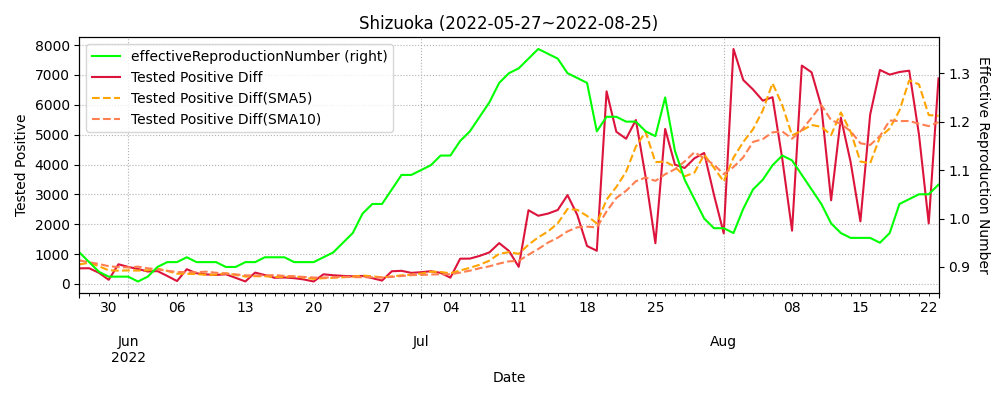 Shizuoka (2022-05-27~2022-08-25)
effectiveReproductionNumber (right)
Tested Positive Diff
Tested Positive Diff(SMA5)
Tested Positive Diff(SMA10)
Tested Positive
8000
7000
6000
5000
4000
3000
2000
1000
0
1.3
1.2
1.1
1.0
0.9
Effective Reproduction Number
30 06 13 20 27 04 11 18 25 08 15 22
Jun Jul Aug
2022
Date